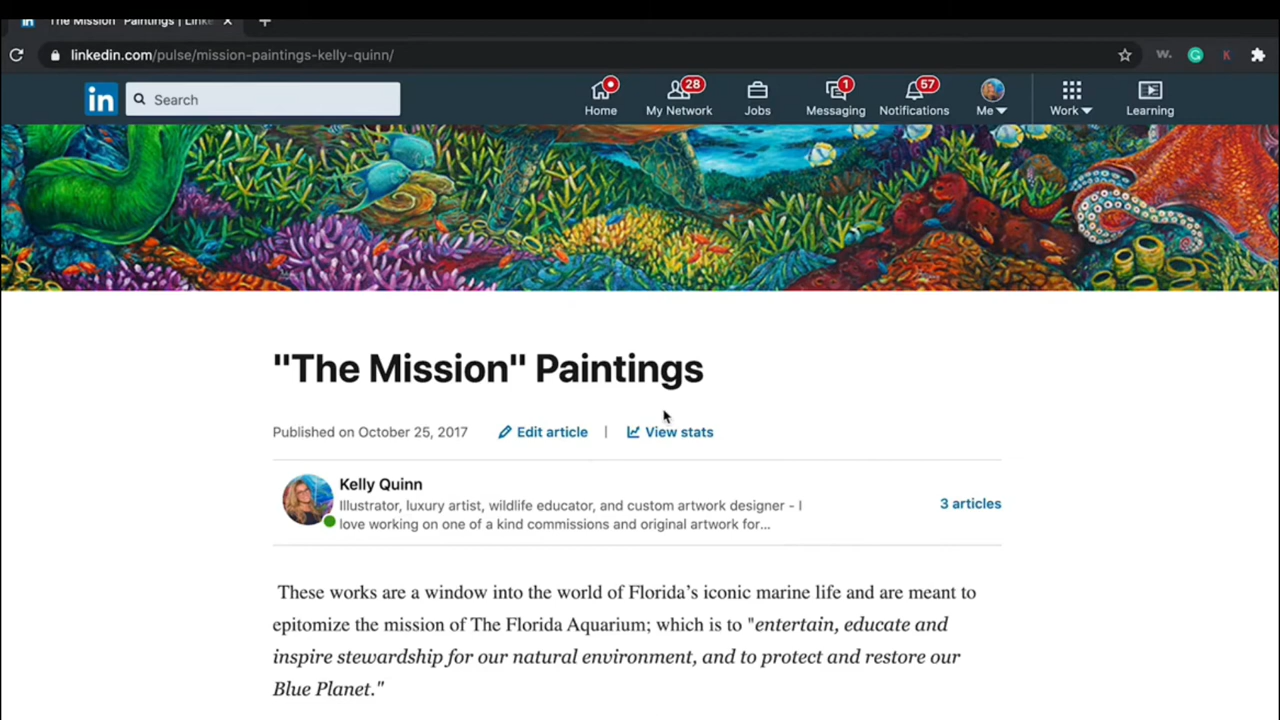 "The Mission" Paintings | Linke
linkedin.com/pulse/mission-paintings-kelly-quinn/
w.
G
K
in
Search
Home
28
My Network
Jobs
1
Messaging
57
Notifications
Me
Work
Learning
"The Mission" Paintings
Published on October 25, 2017
Edit article | View stats
Kelly Quinn
Illustrator, luxury artist, wildlife educator, and custom artwork designer - I
love working on one of a kind commissions and original artwork for...
3 articles
These works are a window into the world of Florida’s iconic marine life and are meant to
epitomize the mission of The Florida Aquarium; which is to "entertain, educate and
inspire stewardship for our natural environment, and to protect and restore our
Blue Planet."